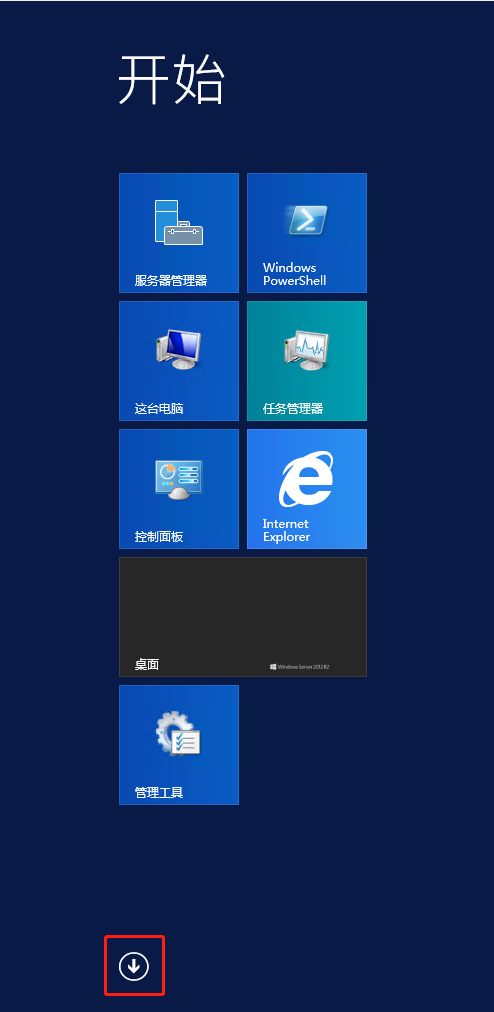 开始
服务器管理器
Windows
PowerShell
这台电脑
任务管理器
控制面板
Internet
Explorer
桌面
Windows Server 2012 R2
管理工具